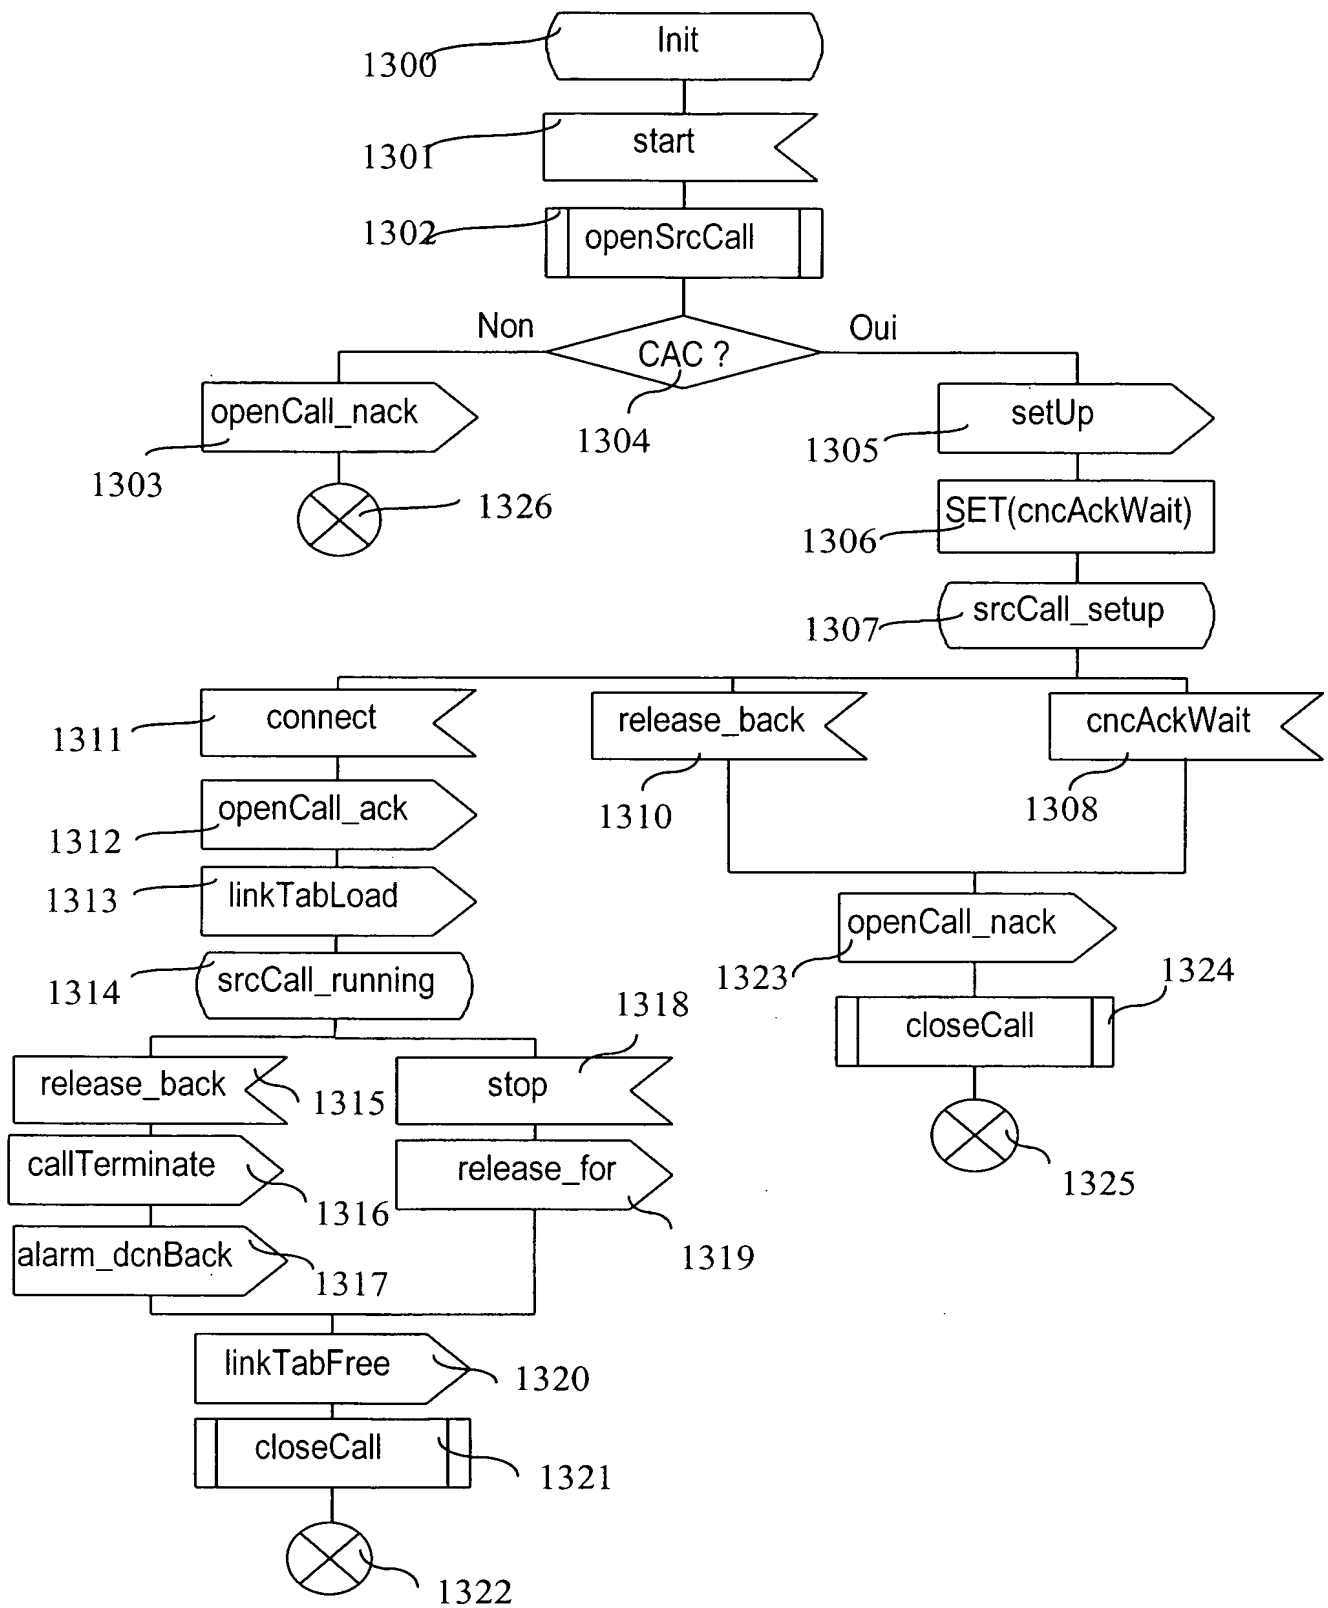 Init
1300
start
1301
openSrcCall
1302
Non
Oui
CAC ?
1304
openCall_nack
1303
1326
setUp
1305
SET(cncAckWait)
1306
srcCall_setup
1307
connect
1311
release_back
1310
cncAckWait
1308
openCall_ack
1312
linkTabLoad
1313
openCall_nack
1323
srcCall_running
1314
closeCall
1324
1325
release_back
1315
stop
1318
callTerminate
1316
release_for
1319
alarm_dcnBack
1317
linkTabFree
1320
closeCall
1321
1322